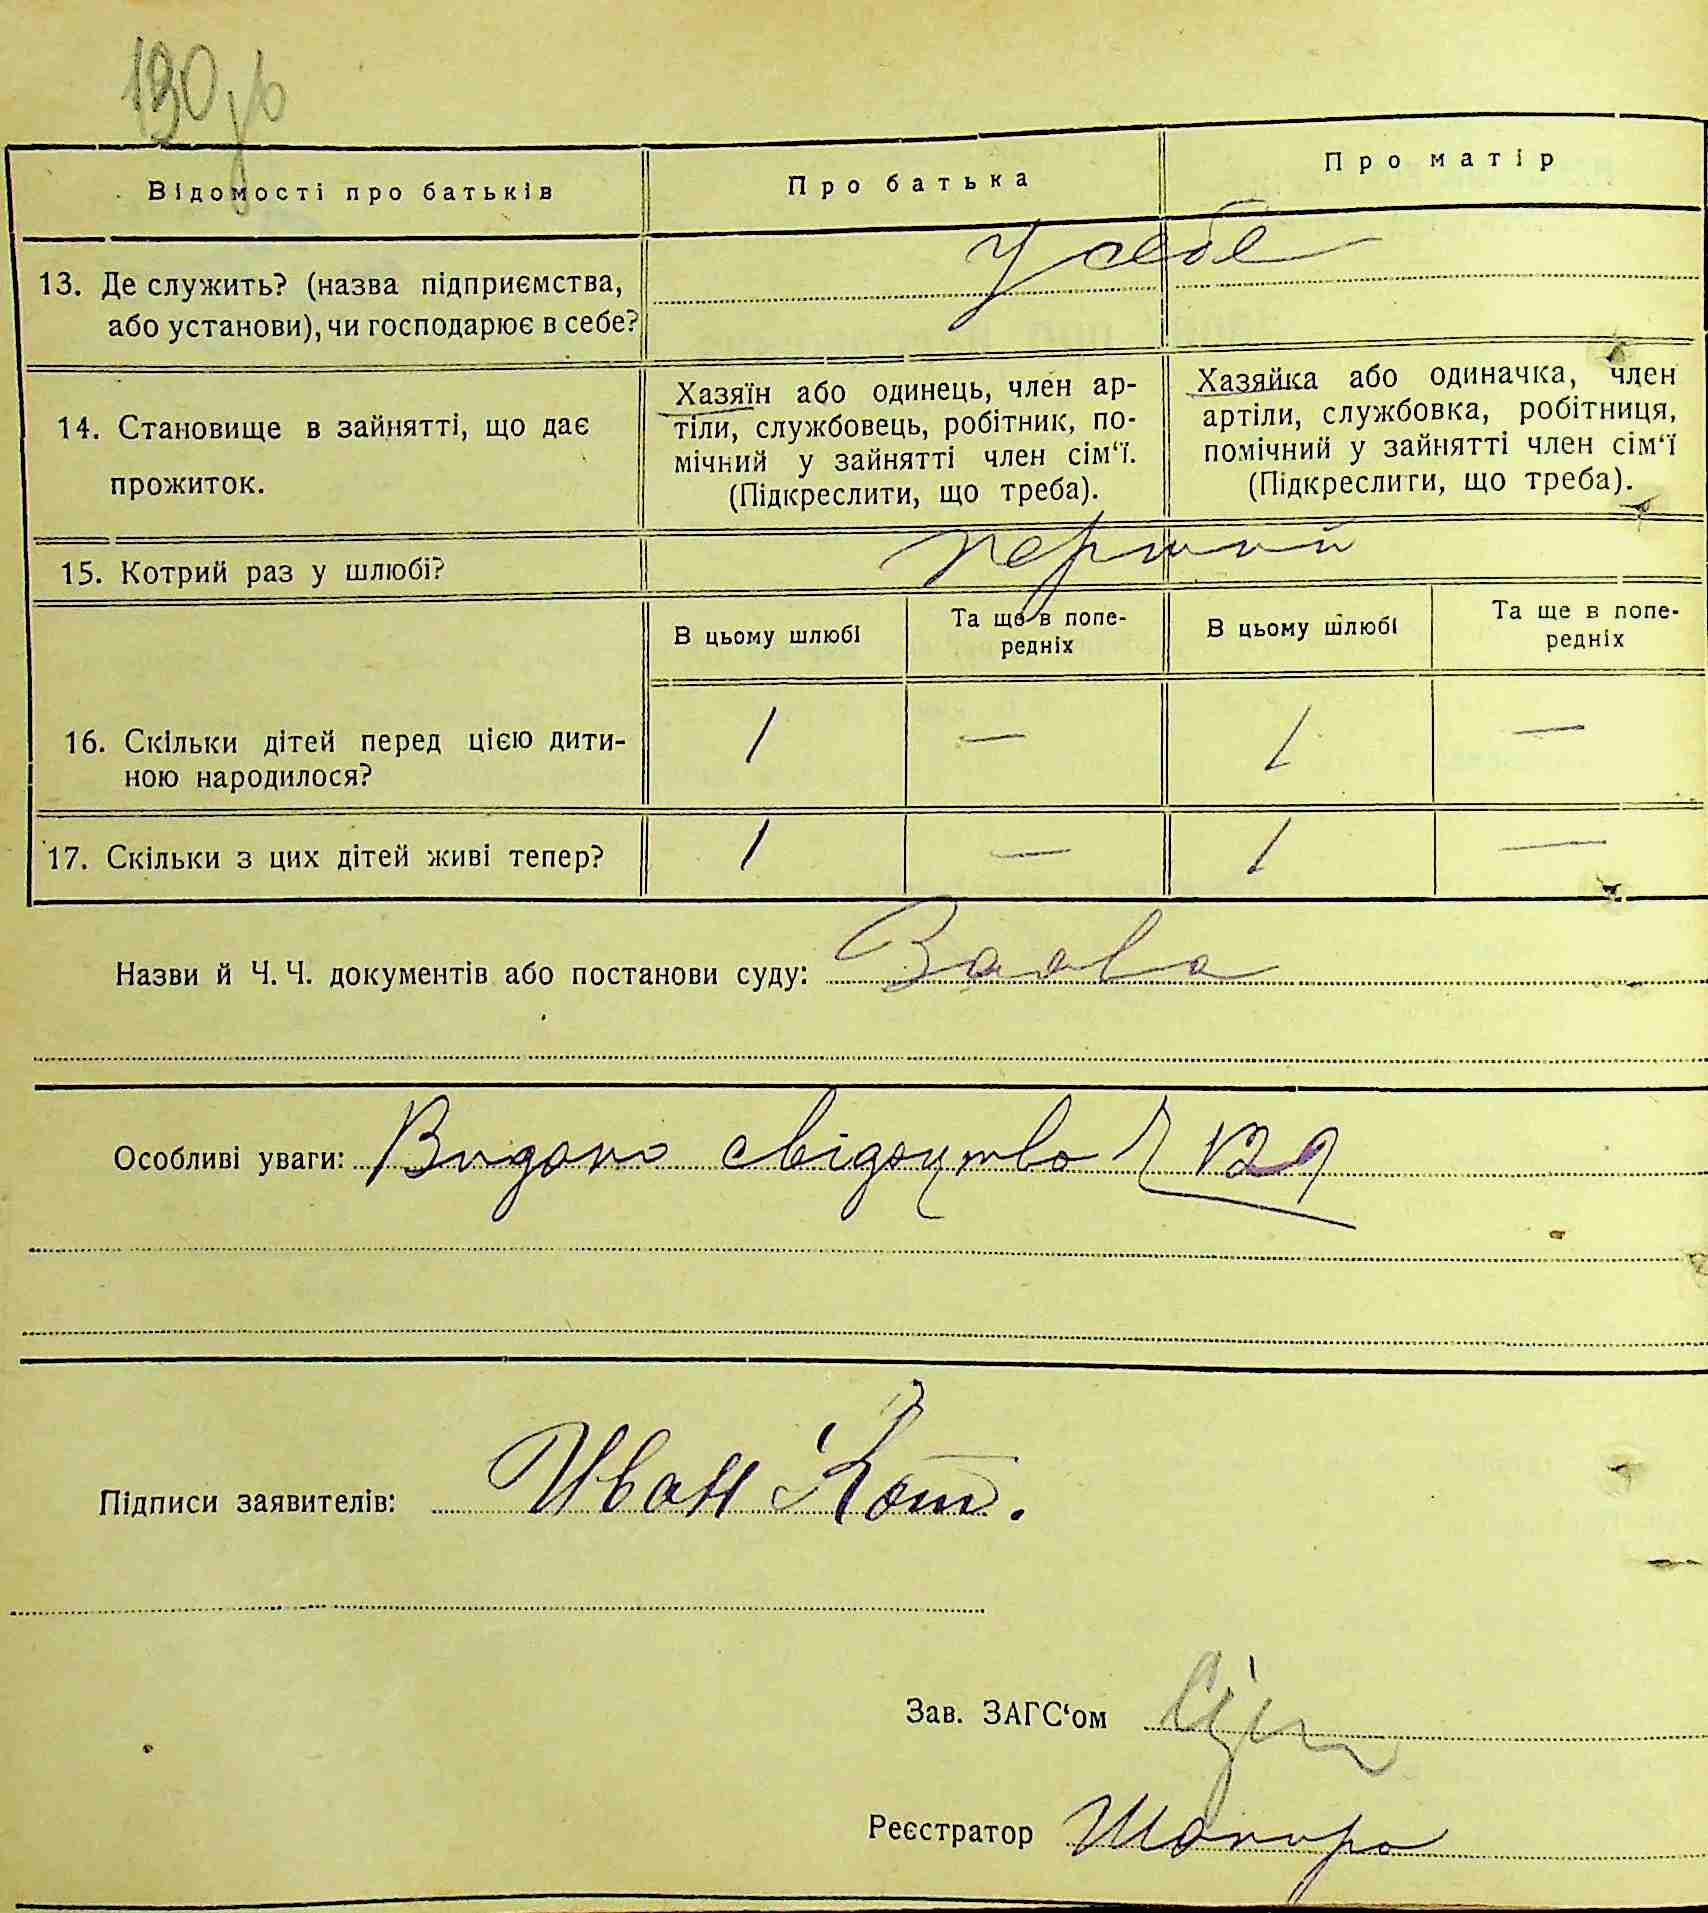 190
Відомості про батьків
Про батька
Про матір
13. Де служить? (назва підприємства,
або установи), чи господарює в себе?
У себе
14. Становище в зайнятті, що дає
прожиток.
Хазяїн або одинець, член ар-
тіли, службовець, робітник, по-
мічний у зайнятті член сім‘ї.
(Підкреслити, що треба).
Хазяйка або одиначка, член
артіли, службовка, робітниця,
помічний у зайнятті член сім‘ї
(Підкреслити, що треба).
15. Котрий раз у шлюбі?
перший
В цьому шлюбі
Та ще в попе-
редніх
В цьому шлюбі
Та ще в попе-
редніх
16. Скільки дітей перед цією дити-
ною народилося?
1 — 1 —
17. Скільки з цих дітей живі тепер?
1 — 1 —
Назви й Ч. Ч. документів або постанови суду: Заява
Особливі уваги: Видано свідоцтво Ч 129
Підписи заявителів: Иван Кот.
Зав. ЗАГС‘ом
Реєстратор